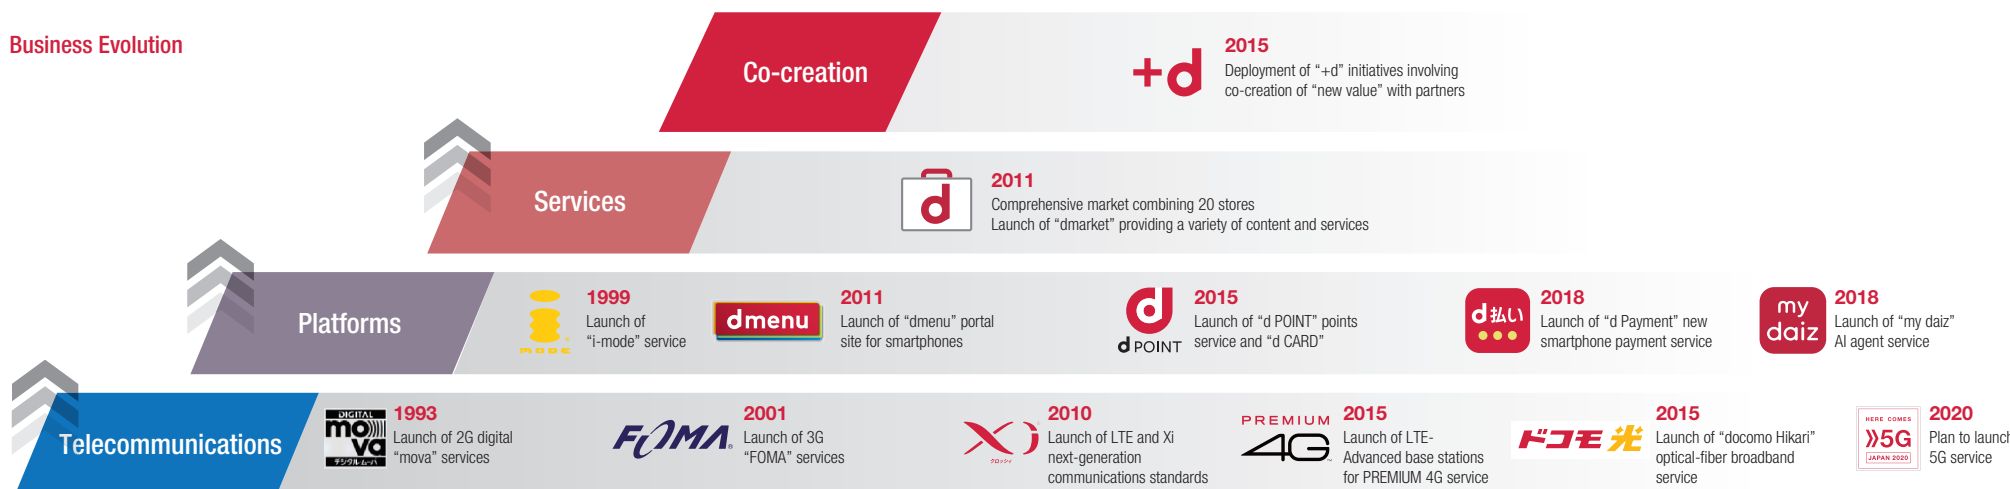 Business Evolution
Co-creation
+d
2015
Deployment of “+d” initiatives involving
co-creation of “new value” with partners
Services
d
2011
Comprehensive market combining 20 stores
Launch of “dmarket” providing a variety of content and services
Platforms
i
MODE
1999
Launch of
“i-mode” service
dmenu
2011
Launch of “dmenu” portal
site for smartphones
d
d POINT
2015
Launch of “d POINT” points
service and “d CARD”
d払い
2018
Launch of “d Payment” new
smartphone payment service
my
daiz
2018
Launch of “my daiz”
AI agent service
Telecommunications
DIGITAL
mova
デジタル・ムーバ
1993
Launch of 2G digital
“mova” services
FOMA
2001
Launch of 3G
“FOMA” services
Xi
クロッシィ
2010
Launch of LTE and Xi
next-generation
communications standards
PREMIUM
4G
2015
Launch of LTE-
Advanced base stations
for PREMIUM 4G service
ドコモ光
2015
Launch of “docomo Hikari”
optical-fiber broadband
service
HERE COMES
5G
JAPAN 2020
2020
Plan to launch
5G service